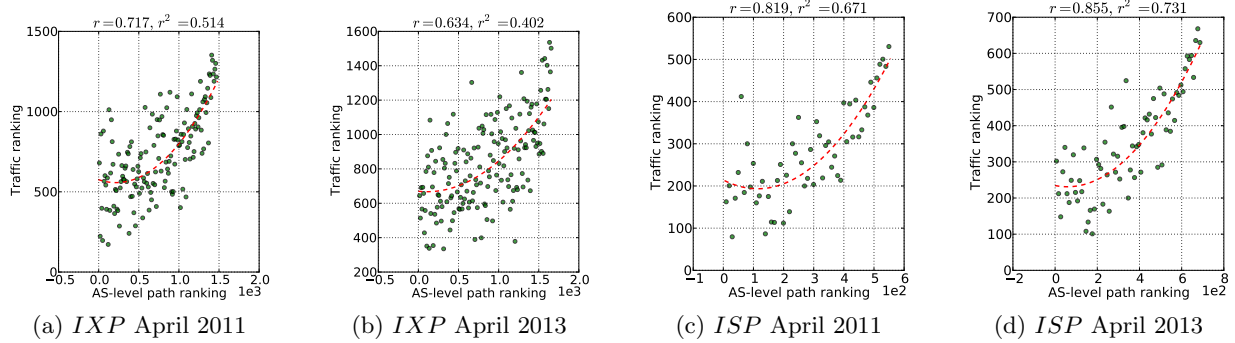 r=0.717, r² =0.514
1500
1000
500
0
Traffic ranking
−0.5 0.0 0.5 1.0 1.5 2.0
AS-level path ranking 1e3
(a) IXP April 2011
r=0.634, r² =0.402
1600
1400
1200
1000
800
600
400
200
Traffic ranking
−0.5 0.0 0.5 1.0 1.5 2.0
AS-level path ranking 1e3
(b) IXP April 2013
r=0.819, r² =0.671
600
500
400
300
200
100
0
Traffic ranking
−1 0 1 2 3 4 5 6
AS-level path ranking 1e2
(c) ISP April 2011
r=0.855, r² =0.731
700
600
500
400
300
200
100
0
Traffic ranking
−2 0 2 4 6 8
AS-level path ranking 1e2
(d) ISP April 2013